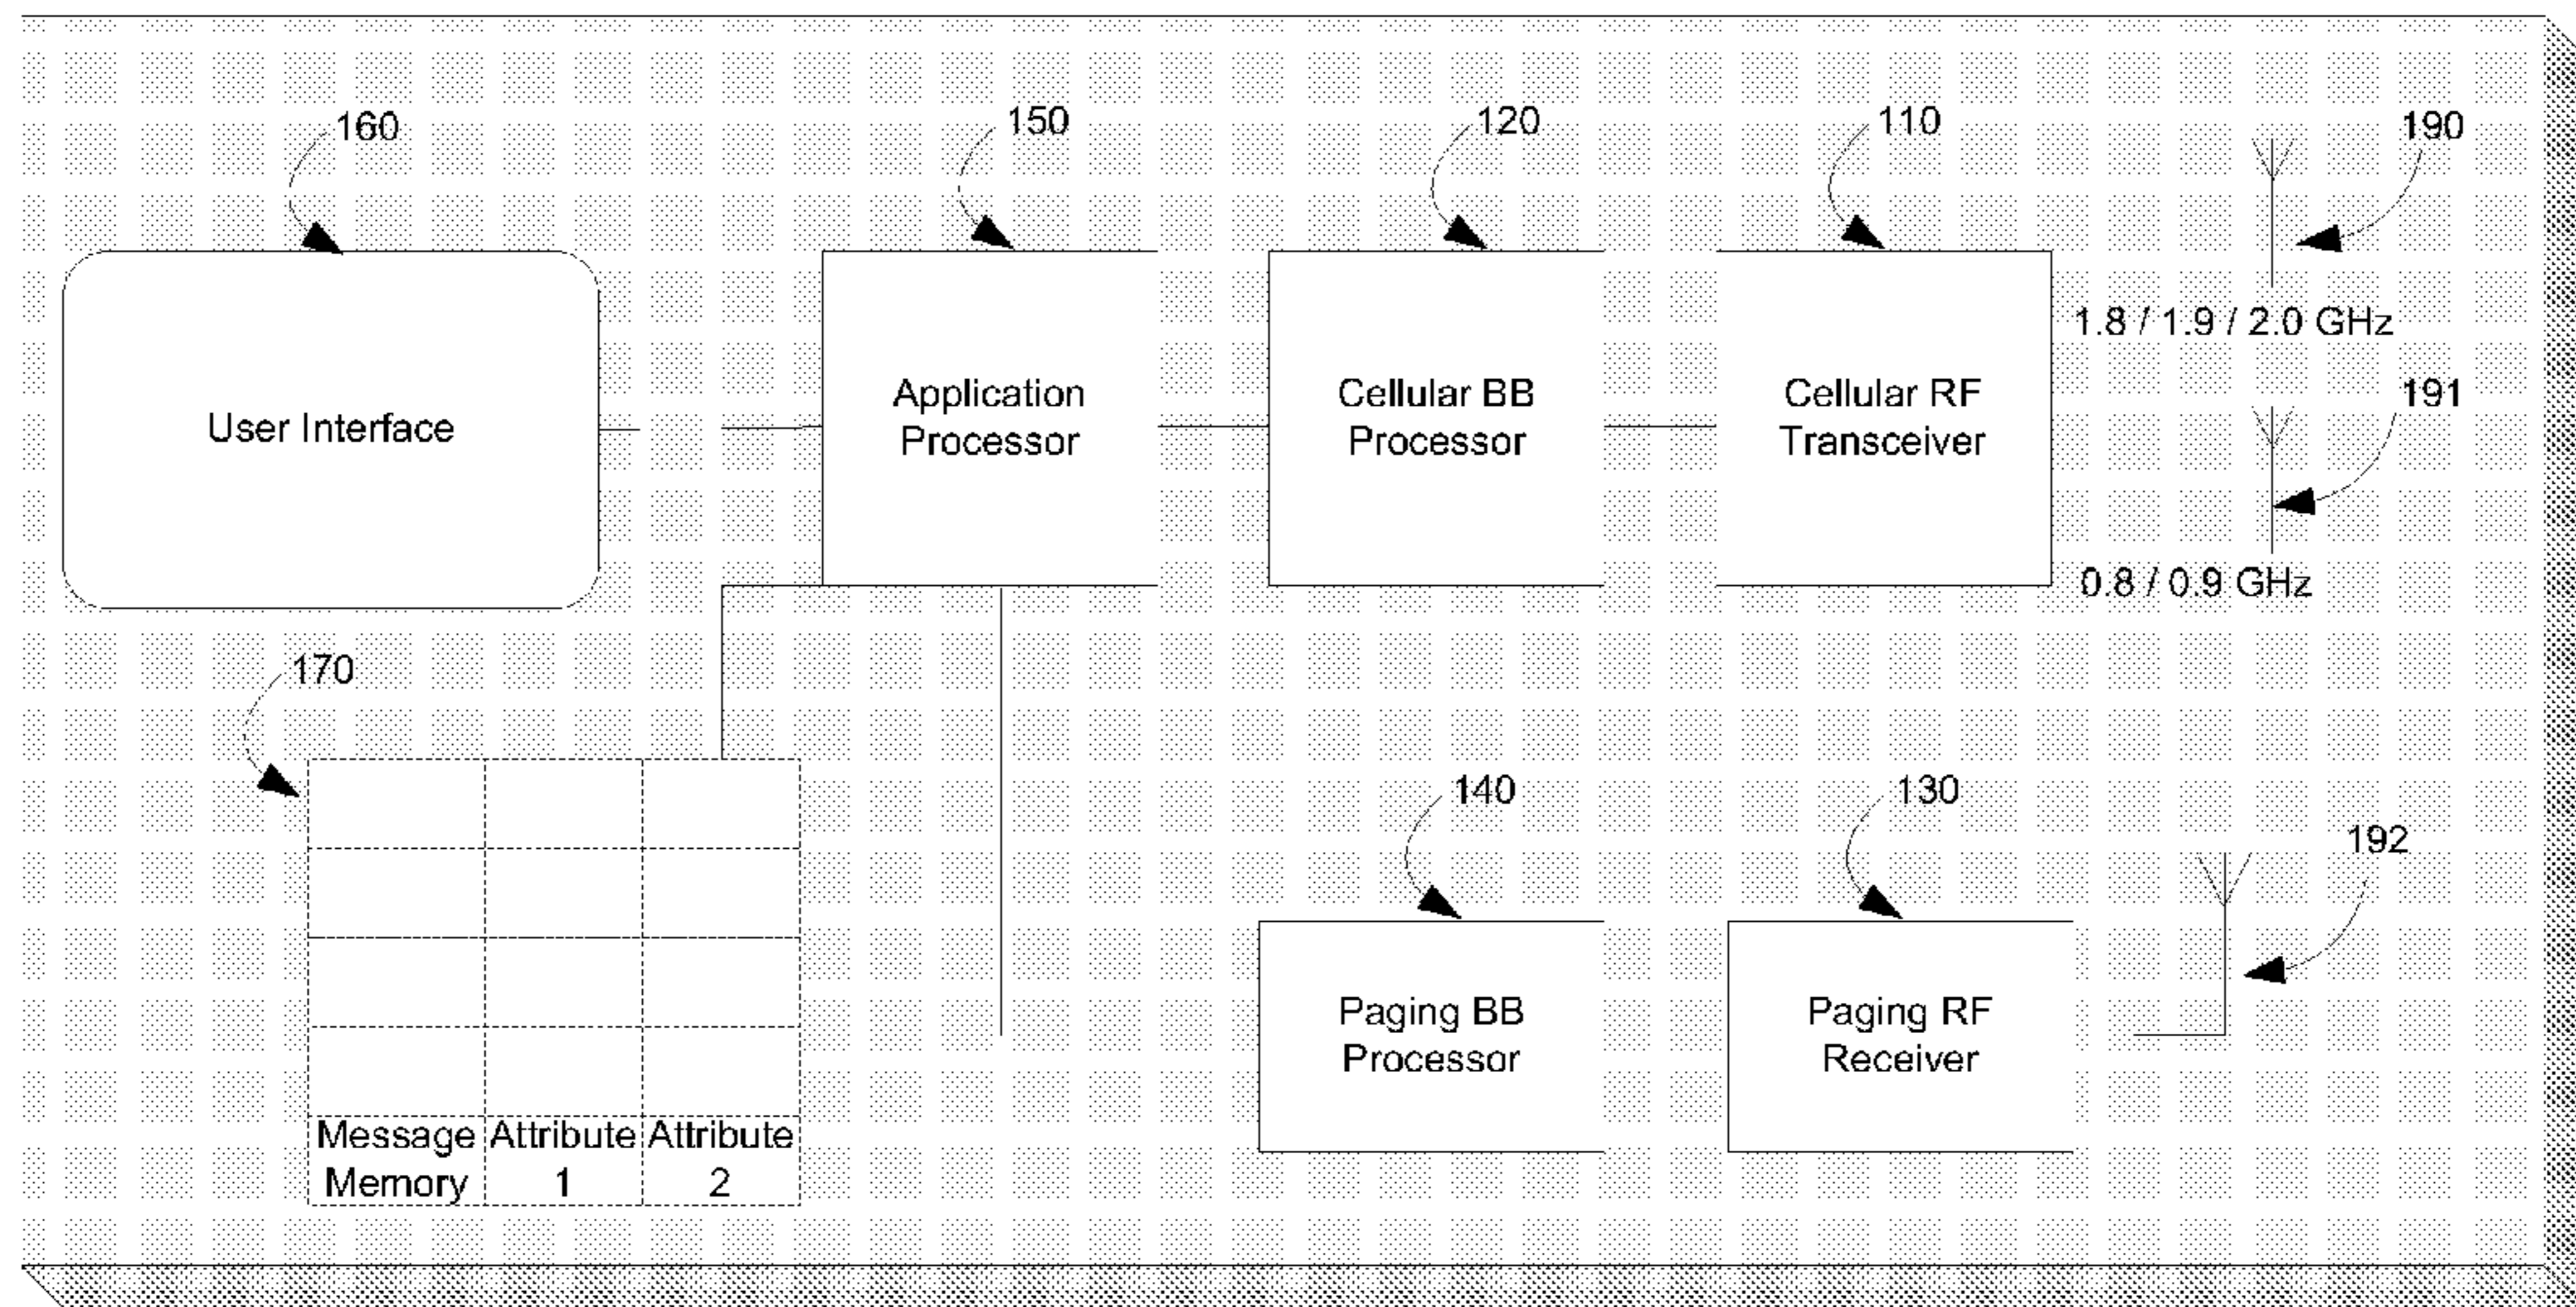 160
150
120
110
190
1.8 / 1.9 / 2.0 GHz
191
User Interface
Application
Processor
Cellular BB
Processor
Cellular RF
Transceiver
0.8 / 0.9 GHz
170
140
130
192
Paging BB
Processor
Paging RF
Receiver
Message
Memory
Attribute
1
Attribute
2